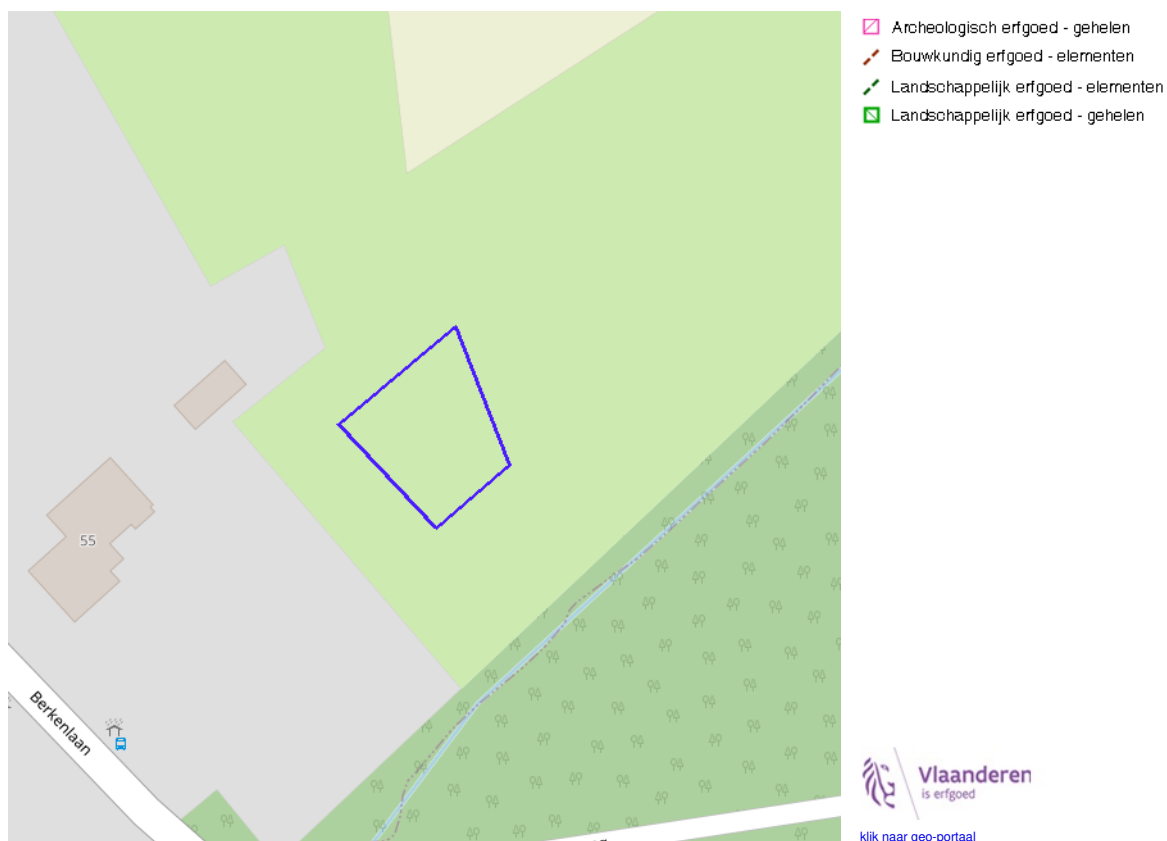 Archeologisch erfgoed - gehelen
Bouwkundig erfgoed - elementen
Landschappelijk erfgoed - elementen
Landschappelijk erfgoed - gehelen
55
Berkenlaan
Vlaanderen
is erfgoed
klik naar geo-portaal